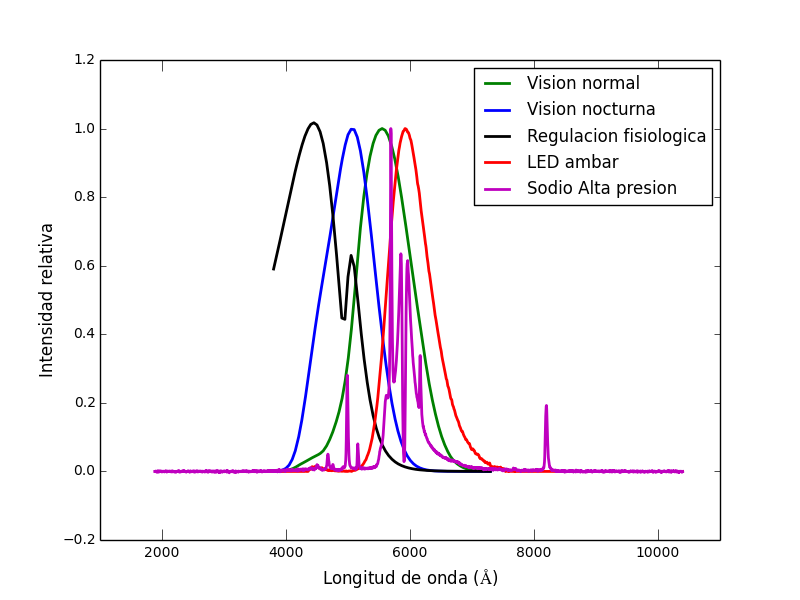 1.2
1.0
0.8
0.6
0.4
0.2
0.0
−0.2
2000 4000 6000 8000 10000
Intensidad relativa
Longitud de onda (Å)
Vision normal
Vision nocturna
Regulacion fisiologica
LED ambar
Sodio Alta presion